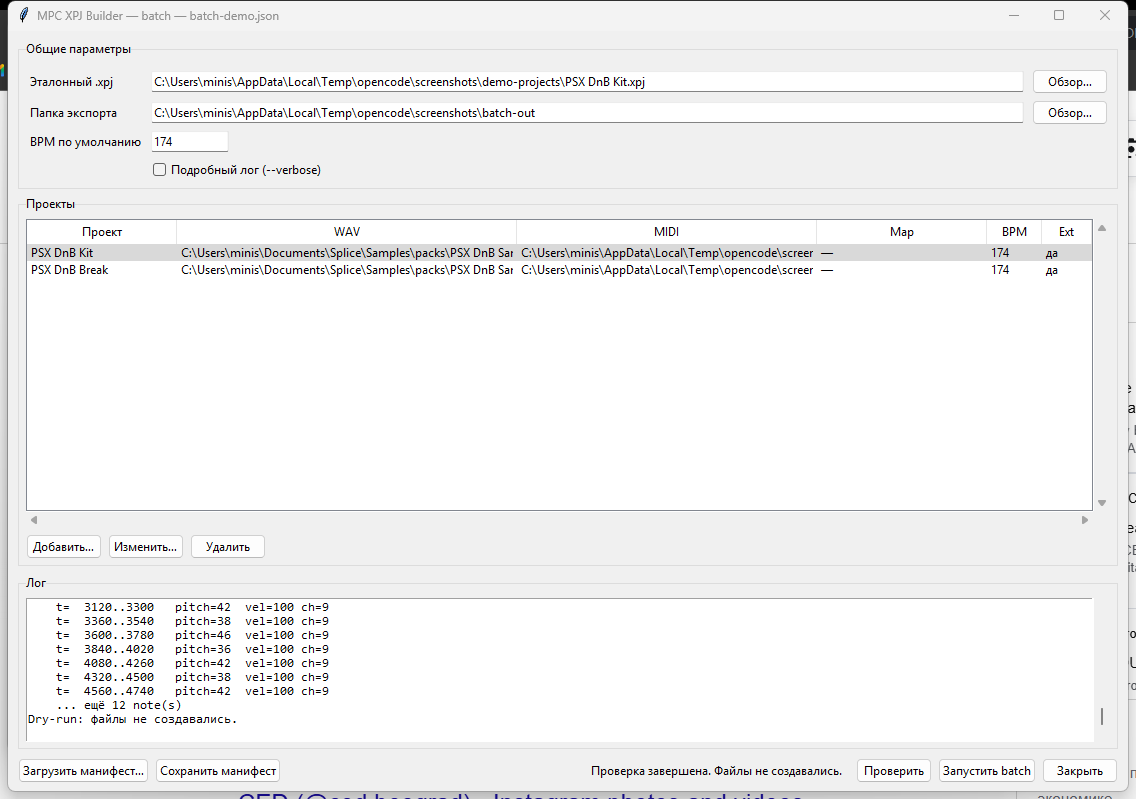 MPC XPJ Builder — batch — batch-demo.json
Общие параметры
Эталонный .xpj C:\Users\minis\AppData\Local\Temp\opencode\screenshots\demo-projects\PSX DnB Kit.xpj Обзор...
Папка экспорта C:\Users\minis\AppData\Local\Temp\opencode\screenshots\batch-out Обзор...
BPM по умолчанию 174
Подробный лог (--verbose)
Проекты
Проект WAV MIDI Map BPM Ext
PSX DnB Kit C:\Users\minis\Documents\Splice\Samples\packs\PSX DnB Sar C:\Users\minis\AppData\Local\Temp\opencode\screer — 174 да
PSX DnB Break C:\Users\minis\Documents\Splice\Samples\packs\PSX DnB Sar C:\Users\minis\AppData\Local\Temp\opencode\screer — 174 да
Добавить... Изменить... Удалить
Лог
t= 3120..3300 pitch=42 vel=100 ch=9
t= 3360..3540 pitch=38 vel=100 ch=9
t= 3600..3780 pitch=46 vel=100 ch=9
t= 3840..4020 pitch=36 vel=100 ch=9
t= 4080..4260 pitch=42 vel=100 ch=9
t= 4320..4500 pitch=38 vel=100 ch=9
t= 4560..4740 pitch=42 vel=100 ch=9
... ещё 12 note(s)
Dry-run: файлы не создавались.
Загрузить манифест... Сохранить манифест Проверка завершена. Файлы не создавались. Проверить Запустить batch Закрыть